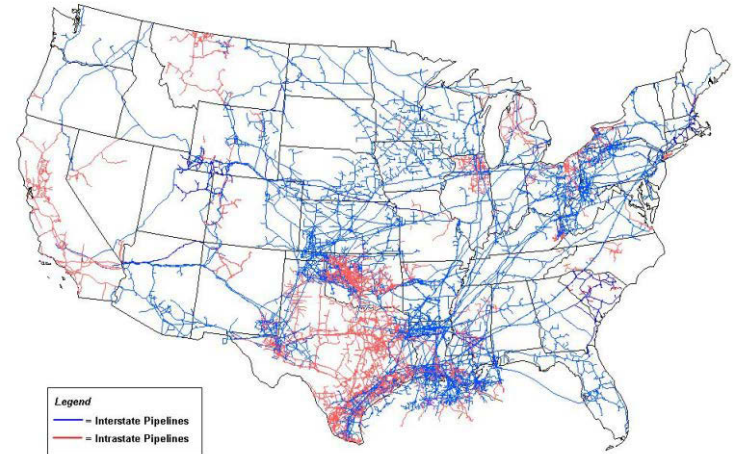 Legend
= Interstate Pipelines
= Intrastate Pipelines